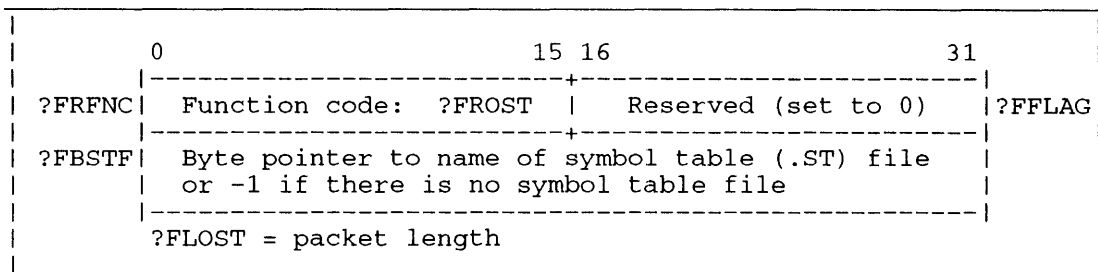 0 15 16 31
?FRFNC Function code: ?FROST Reserved (set to 0) ?FFLAG
?FBSTF Byte pointer to name of symbol table (.ST) file
or -1 if there is no symbol table file
?FLOST = packet length